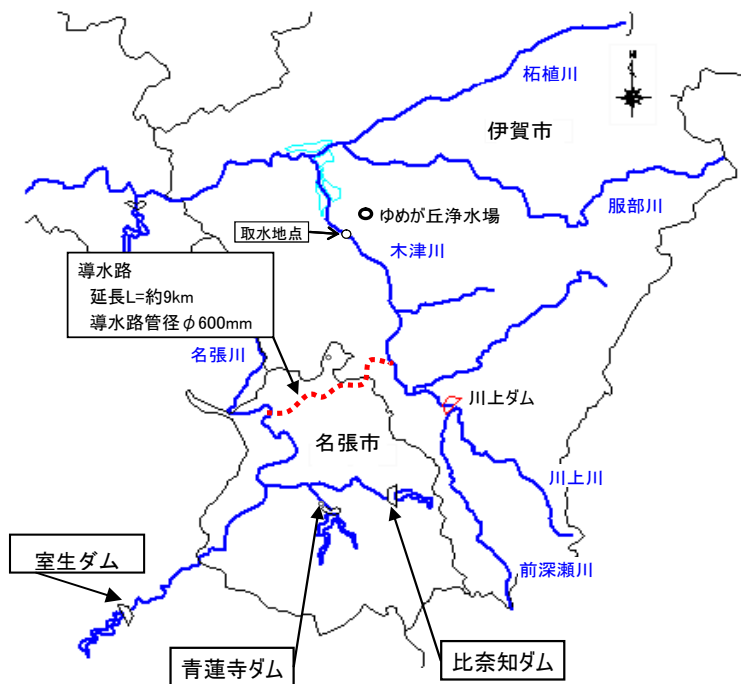 柘植川
N
伊賀市
服部川
ゆめが丘浄水場
取水地点
木津川
導水路
延長L=約9km
導水路管径φ600mm
名張川
川上ダム
名張市
川上川
室生ダム
前深瀬川
青蓮寺ダム
比奈知ダム